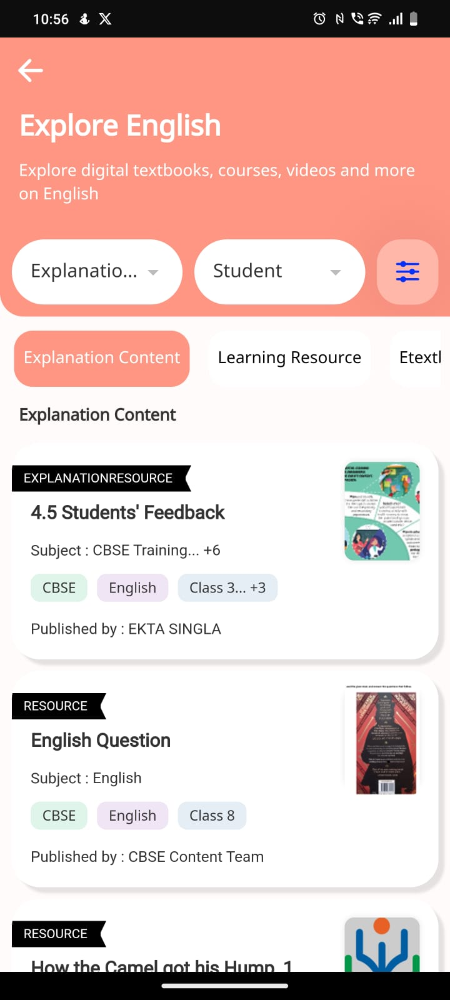 10:56
Explore English
Explore digital textbooks, courses, videos and more
on English
Explanatio...
Student
Explanation Content
Learning Resource
Etext
Explanation Content
EXPLANATIONRESOURCE
4.5 Students' Feedback
Subject : CBSE Training... +6
CBSE
English
Class 3... +3
Published by : EKTA SINGLA
RESOURCE
English Question
Subject : English
CBSE
English
Class 8
Published by : CBSE Content Team
RESOURCE
How the Camel got his Hump_1